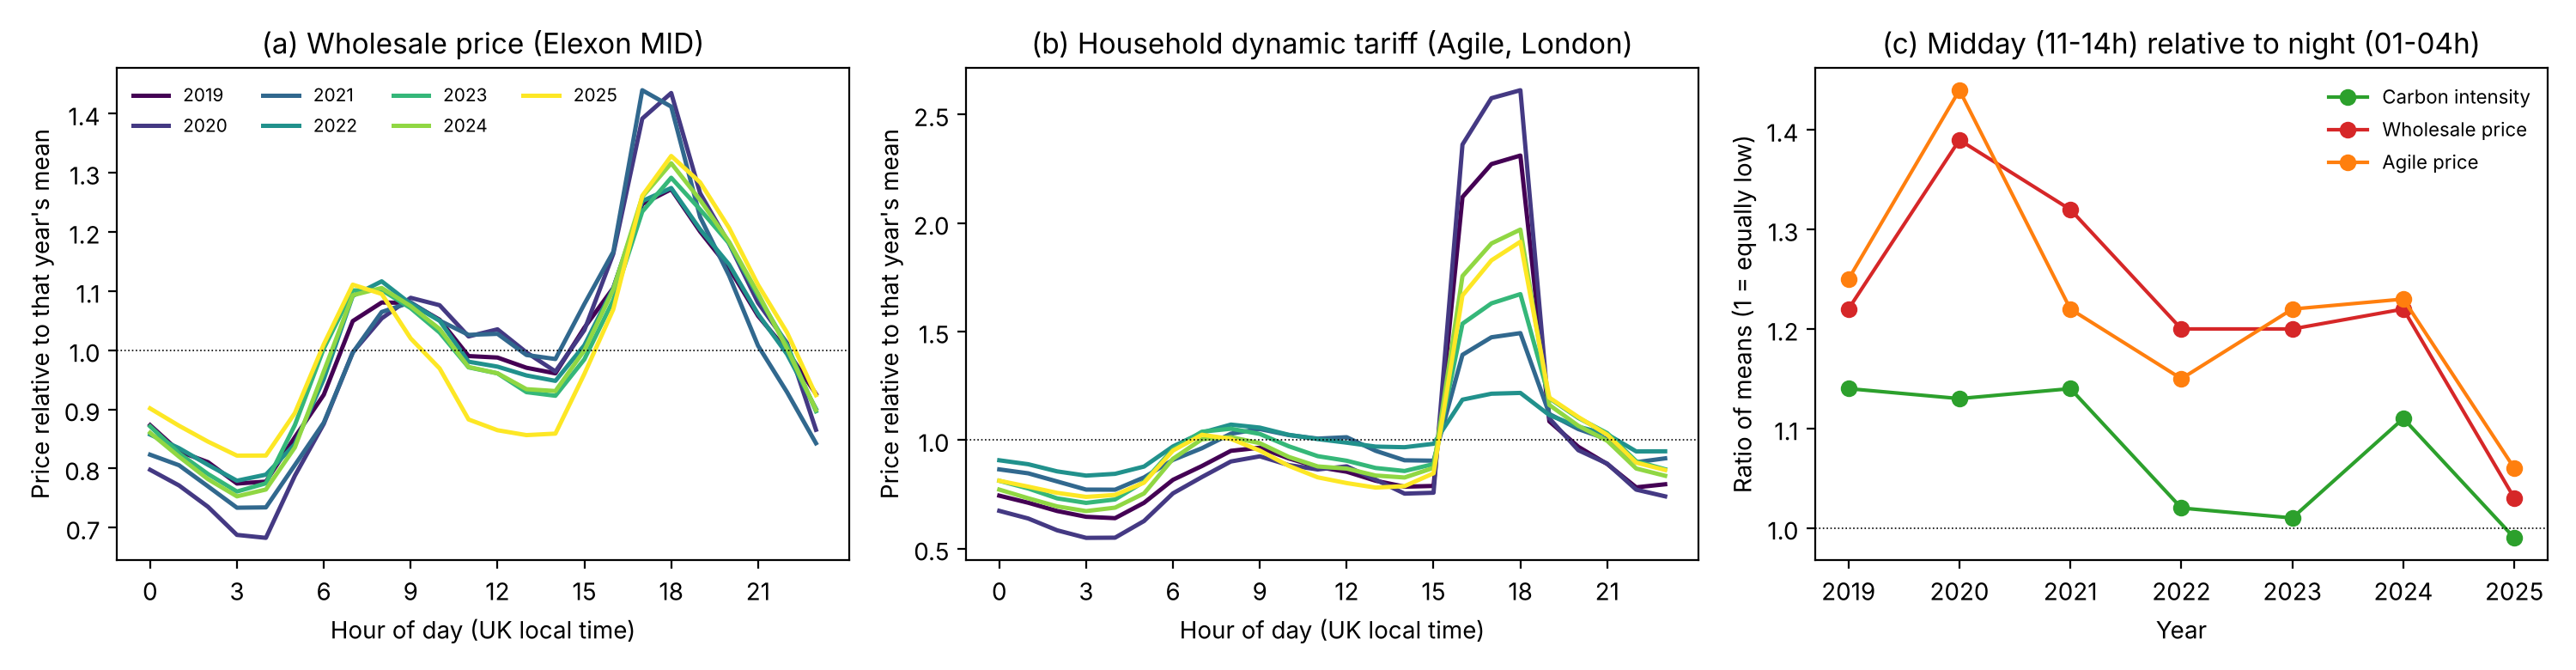 (a) Wholesale price (Elexon MID)
Price relative to that year's mean
1.4
1.3
1.2
1.1
1.0
0.9
0.8
0.7
2019
2020
2021
2022
2023
2024
2025
0 3 6 9 12 15 18 21
Hour of day (UK local time)
(b) Household dynamic tariff (Agile, London)
Price relative to that year's mean
2.5
2.0
1.5
1.0
0.5
0 3 6 9 12 15 18 21
Hour of day (UK local time)
(c) Midday (11-14h) relative to night (01-04h)
Ratio of means (1 = equally low)
1.4
1.3
1.2
1.1
1.0
Carbon intensity
Wholesale price
Agile price
2019 2020 2021 2022 2023 2024 2025
Year